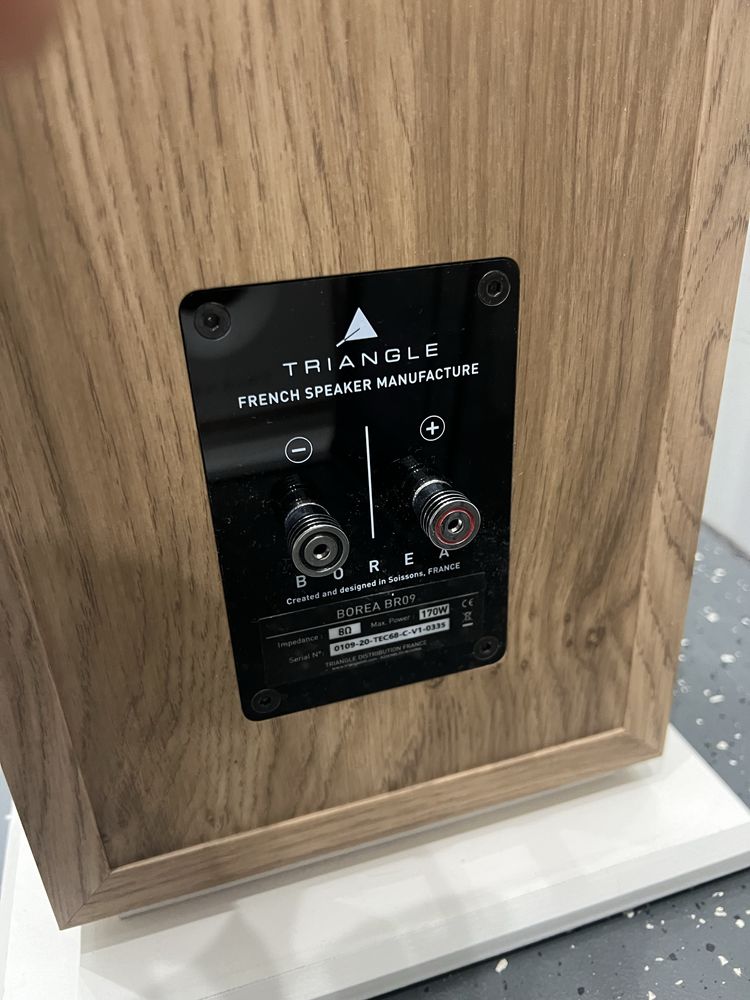 TRIANGLE
FRENCH SPEAKER MANUFACTURE
− +
BOREA
Created and designed in Soissons, FRANCE
BOREA BR09
Impedance : 8Ω Max. Power : 170W CE
Serial N° : 0109-20-TEC68-C-V1-0335
TRIANGLE DISTRIBUTION FRANCE